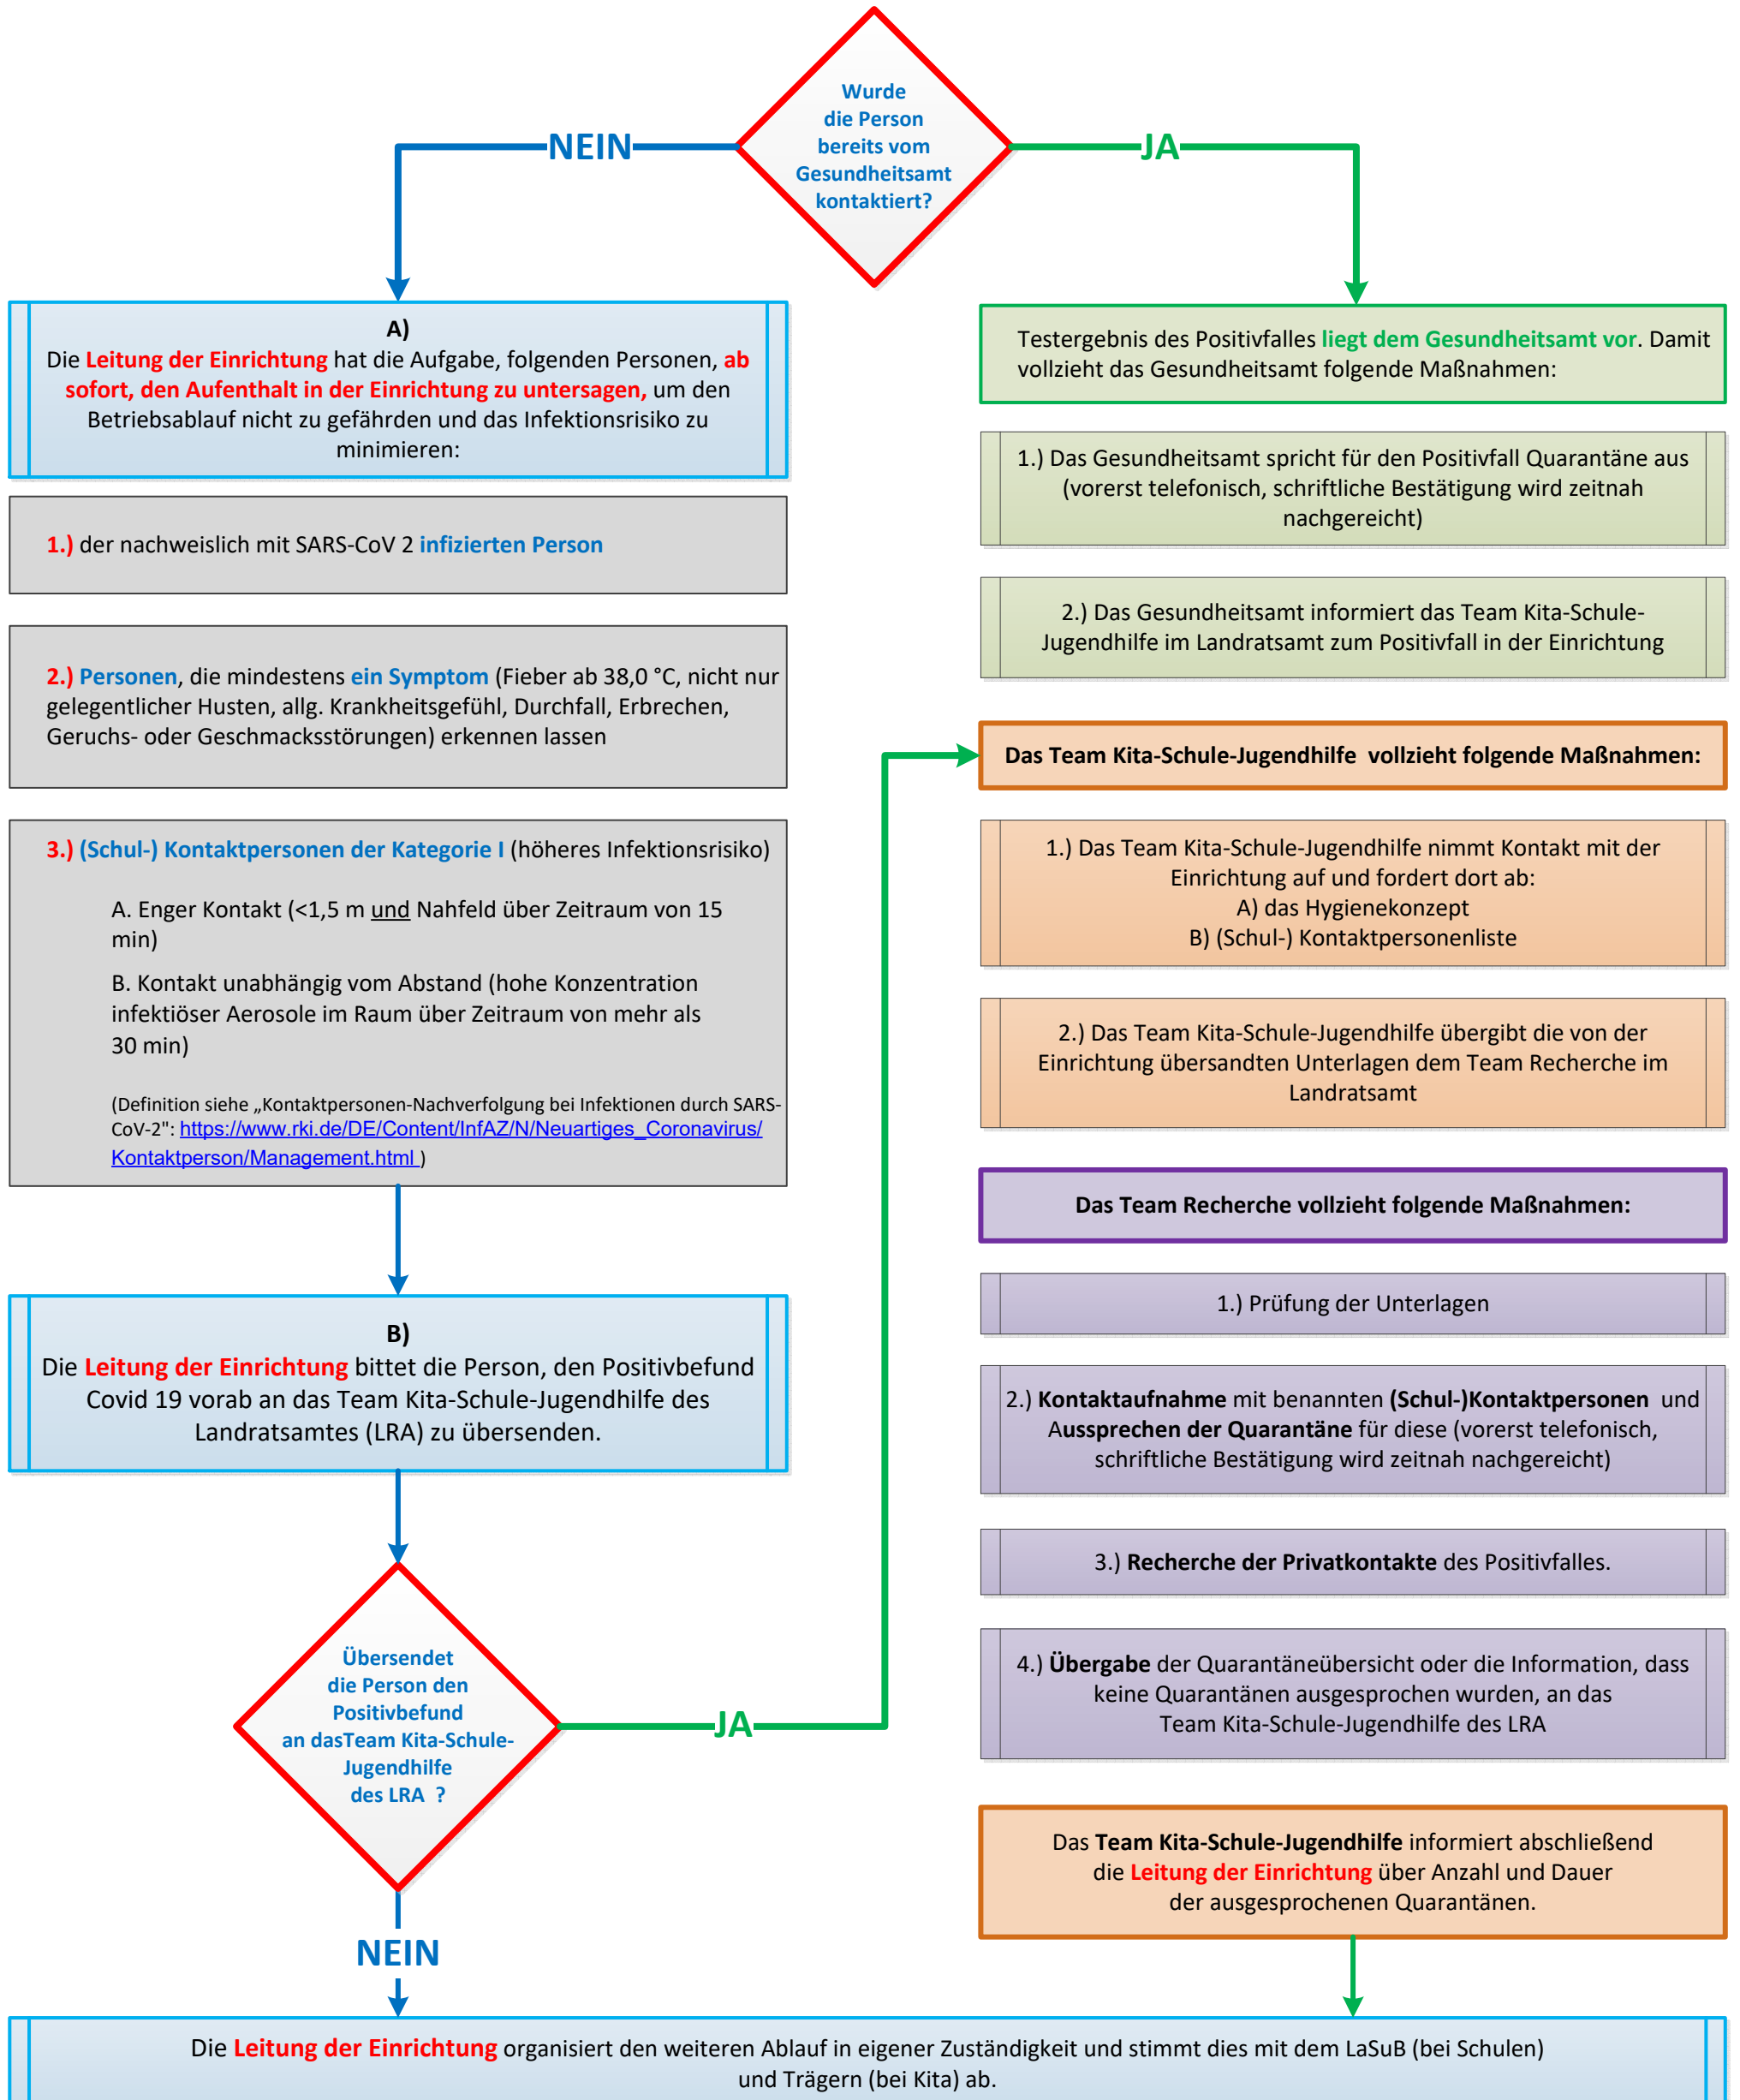 Wurde
die Person
bereits vom
Gesundheitsamt
kontaktiert?
NEIN
JA
A)
Die Leitung der Einrichtung hat die Aufgabe, folgenden Personen, ab
sofort, den Aufenthalt in der Einrichtung zu untersagen, um den
Betriebsablauf nicht zu gefährden und das Infektionsrisiko zu
minimieren:
1.) der nachweislich mit SARS-CoV 2 infizierten Person
2.) Personen, die mindestens ein Symptom (Fieber ab 38,0 °C, nicht nur
gelegentlicher Husten, allg. Krankheitsgefühl, Durchfall, Erbrechen,
Geruchs- oder Geschmacksstörungen) erkennen lassen
3.) (Schul-) Kontaktpersonen der Kategorie I (höheres Infektionsrisiko)
A. Enger Kontakt (<1,5 m und Nahfeld über Zeitraum von 15
min)
B. Kontakt unabhängig vom Abstand (hohe Konzentration
infektiöser Aerosole im Raum über Zeitraum von mehr als
30 min)
(Definition siehe „Kontaktpersonen-Nachverfolgung bei Infektionen durch SARS-
CoV-2": https://www.rki.de/DE/Content/InfAZ/N/Neuartiges_Coronavirus/
Kontaktperson/Management.html )
B)
Die Leitung der Einrichtung bittet die Person, den Positivbefund
Covid 19 vorab an das Team Kita-Schule-Jugendhilfe des
Landratsamtes (LRA) zu übersenden.
Übersendet
die Person den
Positivbefund
an dasTeam Kita-Schule-
Jugendhilfe
des LRA ?
JA
NEIN
Testergebnis des Positivfalles liegt dem Gesundheitsamt vor. Damit
vollzieht das Gesundheitsamt folgende Maßnahmen:
1.) Das Gesundheitsamt spricht für den Positivfall Quarantäne aus
(vorerst telefonisch, schriftliche Bestätigung wird zeitnah
nachgereicht)
2.) Das Gesundheitsamt informiert das Team Kita-Schule-
Jugendhilfe im Landratsamt zum Positivfall in der Einrichtung
Das Team Kita-Schule-Jugendhilfe vollzieht folgende Maßnahmen:
1.) Das Team Kita-Schule-Jugendhilfe nimmt Kontakt mit der
Einrichtung auf und fordert dort ab:
A) das Hygienekonzept
B) (Schul-) Kontaktpersonenliste
2.) Das Team Kita-Schule-Jugendhilfe übergibt die von der
Einrichtung übersandten Unterlagen dem Team Recherche im
Landratsamt
Das Team Recherche vollzieht folgende Maßnahmen:
1.) Prüfung der Unterlagen
2.) Kontaktaufnahme mit benannten (Schul-)Kontaktpersonen und
Aussprechen der Quarantäne für diese (vorerst telefonisch,
schriftliche Bestätigung wird zeitnah nachgereicht)
3.) Recherche der Privatkontakte des Positivfalles.
4.) Übergabe der Quarantäneübersicht oder die Information, dass
keine Quarantänen ausgesprochen wurden, an das
Team Kita-Schule-Jugendhilfe des LRA
Das Team Kita-Schule-Jugendhilfe informiert abschließend
die Leitung der Einrichtung über Anzahl und Dauer
der ausgesprochenen Quarantänen.
Die Leitung der Einrichtung organisiert den weiteren Ablauf in eigener Zuständigkeit und stimmt dies mit dem LaSuB (bei Schulen)
und Trägern (bei Kita) ab.